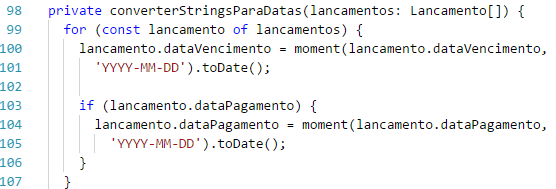 98 private converterStringsParaDatas(lancamentos: Lancamento[]) {
99 for (const lancamento of lancamentos) {
100 lancamento.dataVencimento = moment(lancamento.dataVencimento,
101 'YYYY-MM-DD').toDate();
102
103 if (lancamento.dataPagamento) {
104 lancamento.dataPagamento = moment(lancamento.dataPagamento,
105 'YYYY-MM-DD').toDate();
106 }
107 }